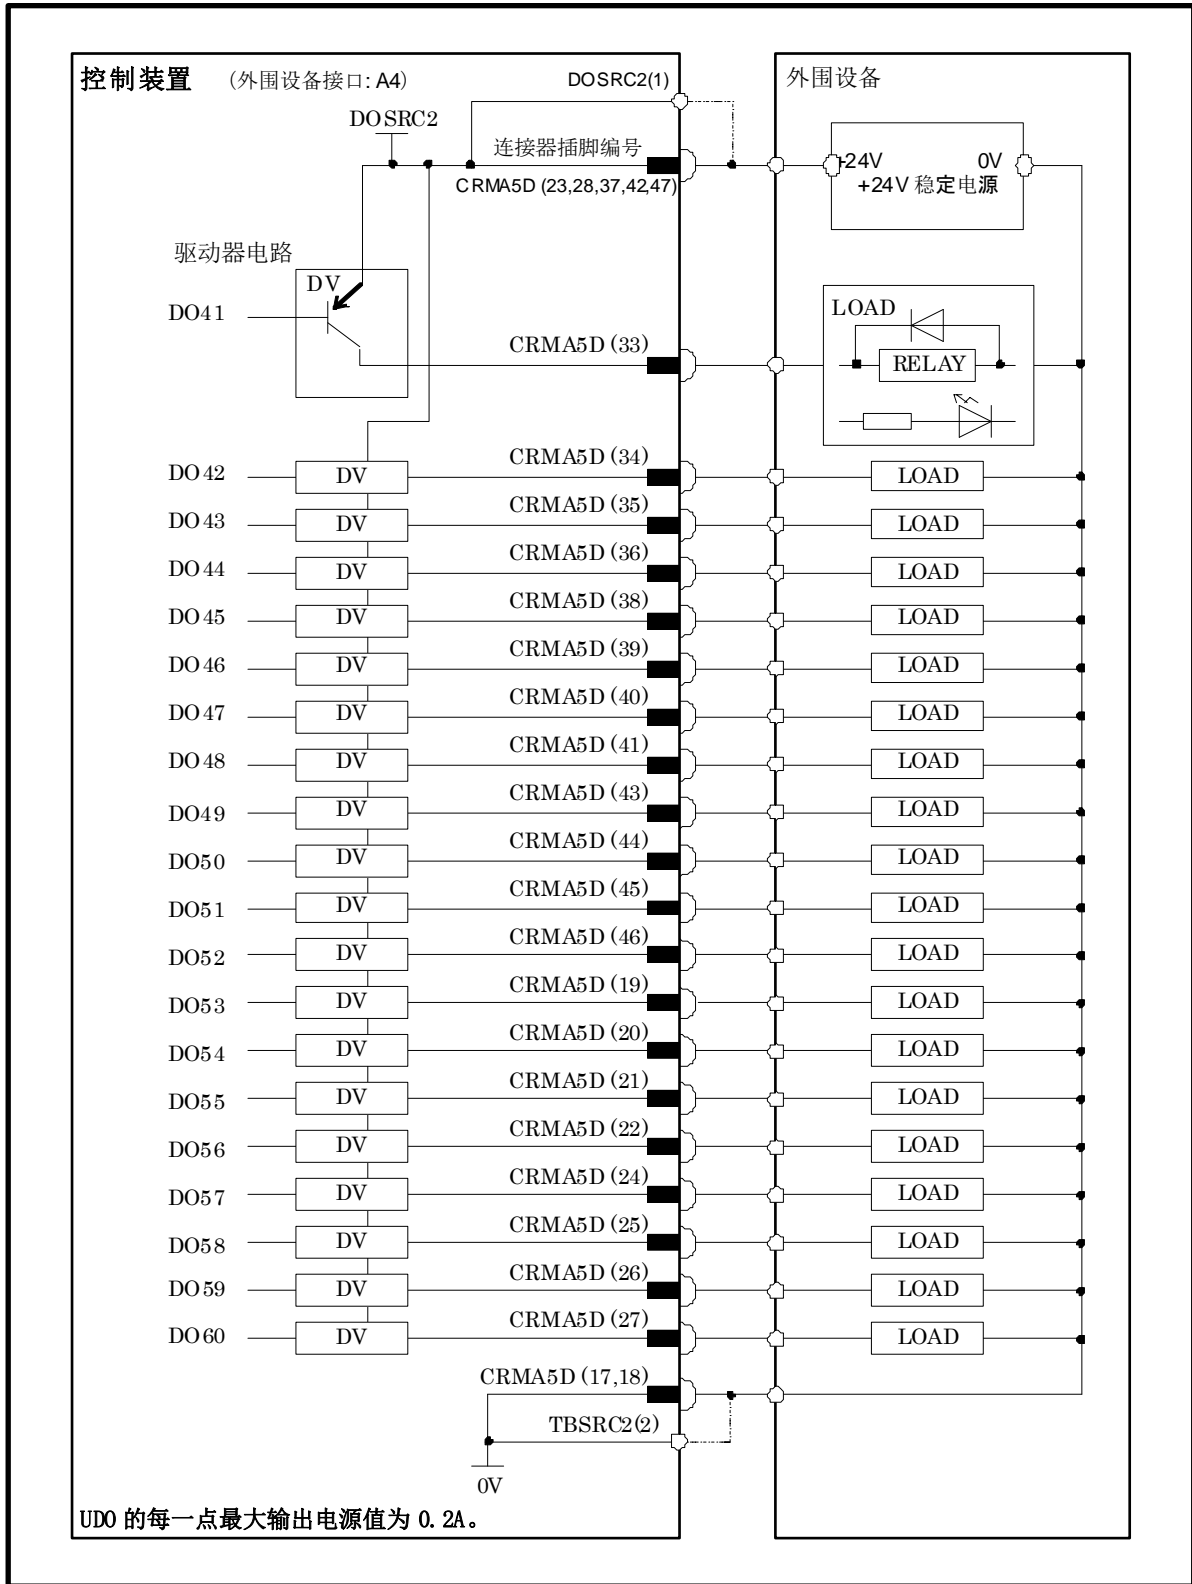 控制装置 (外围设备接口: A4) DOSRC2(1) 外围设备
DOSRC2
连接器插脚编号
+24V 0V
CRMA5D (23,28,37,42,47) +24V 稳定电源
驱动器电路
DV
DO41 LOAD
CRMA5D (33) RELAY
CRMA5D (34)
DO42 DV LOAD
CRMA5D (35)
DO43 DV LOAD
CRMA5D (36)
DO44 DV LOAD
CRMA5D (38)
DO45 DV LOAD
CRMA5D (39)
DO46 DV LOAD
CRMA5D (40)
DO47 DV LOAD
CRMA5D (41)
DO48 DV LOAD
CRMA5D (43)
DO49 DV LOAD
CRMA5D (44)
DO50 DV LOAD
CRMA5D (45)
DO51 DV LOAD
CRMA5D (46)
DO52 DV LOAD
CRMA5D (19)
DO53 DV LOAD
CRMA5D (20)
DO54 DV LOAD
CRMA5D (21)
DO55 DV LOAD
CRMA5D (22)
DO56 DV LOAD
CRMA5D (24)
DO57 DV LOAD
CRMA5D (25)
DO58 DV LOAD
CRMA5D (26)
DO59 DV LOAD
CRMA5D (27)
DO60 DV LOAD
CRMA5D (17,18)
TBSRC2(2)
0V
UDO 的每一点最大输出电源值为 0.2A。